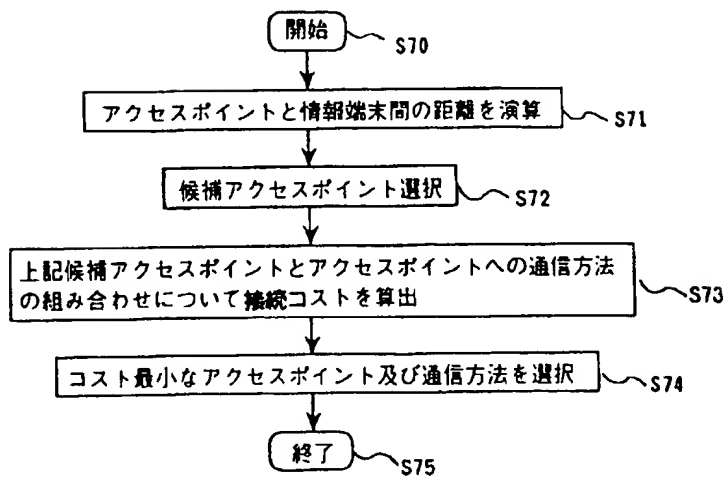 開始
S70
アクセスポイントと情報端末間の距離を演算
S71
候補アクセスポイント選択
S72
上記候補アクセスポイントとアクセスポイントへの通信方法
の組み合わせについて接続コストを算出
S73
コスト最小なアクセスポイント及び通信方法を選択
S74
終了
S75